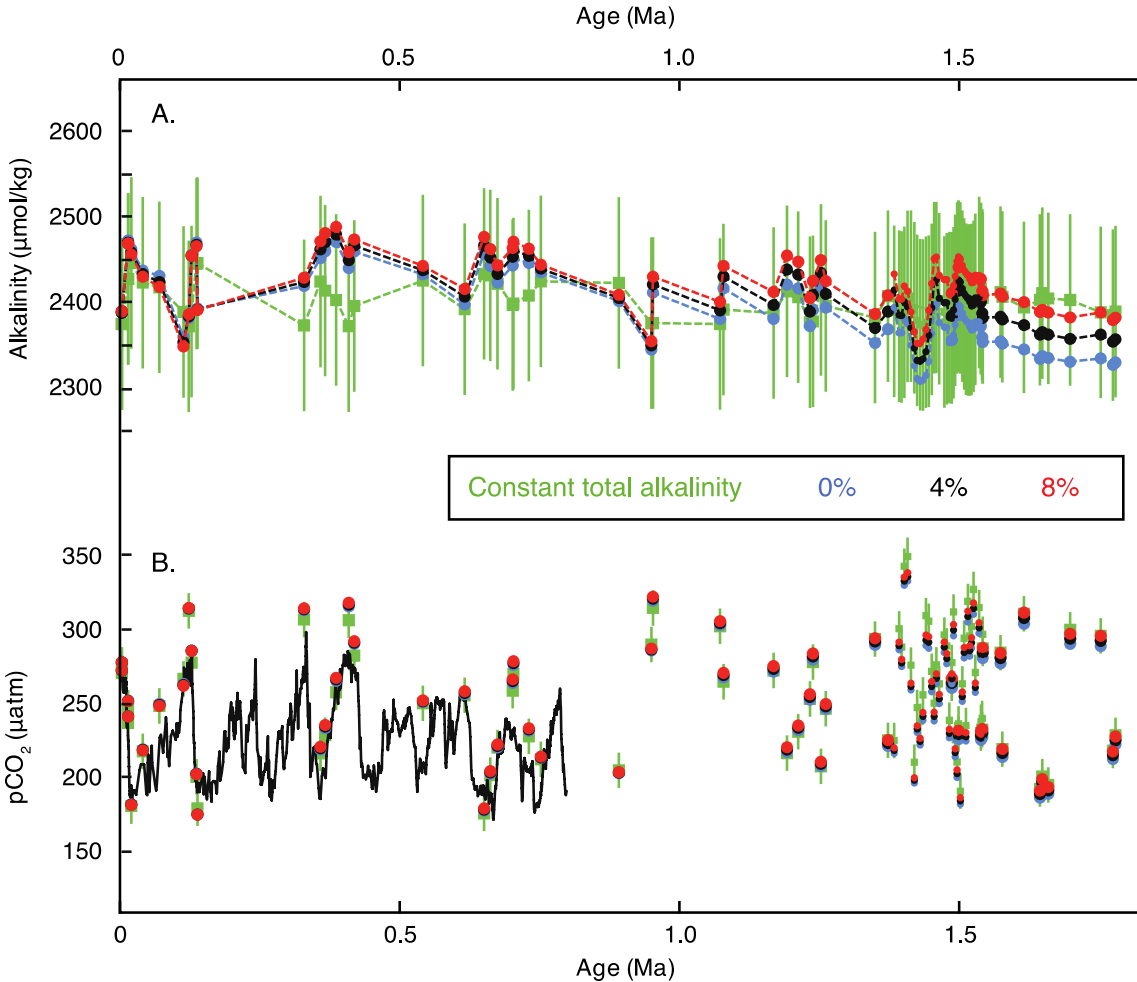 Age (Ma)
0 0.5 1.0 1.5
A.
Alkalinity (μmol/kg)
2600
2500
2400
2300
Constant total alkalinity 0% 4% 8%
B.
pCO₂ (μatm)
350
300
250
200
150
0 0.5 1.0 1.5
Age (Ma)